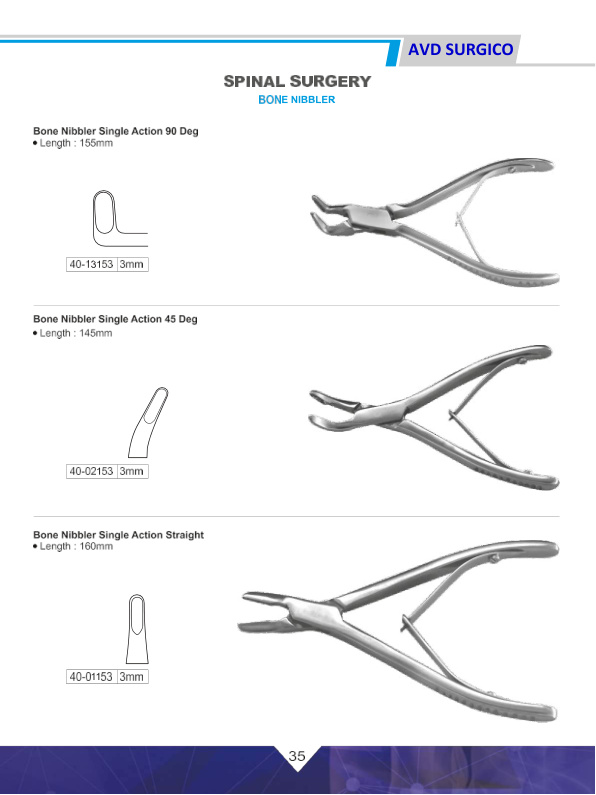 AVD SURGICO
SPINAL SURGERY
BONE NIBBLER
Bone Nibbler Single Action 90 Deg
• Length : 155mm
40-13153 3mm
Bone Nibbler Single Action 45 Deg
• Length : 145mm
40-02153 3mm
Bone Nibbler Single Action Straight
• Length : 160mm
40-01153 3mm
35